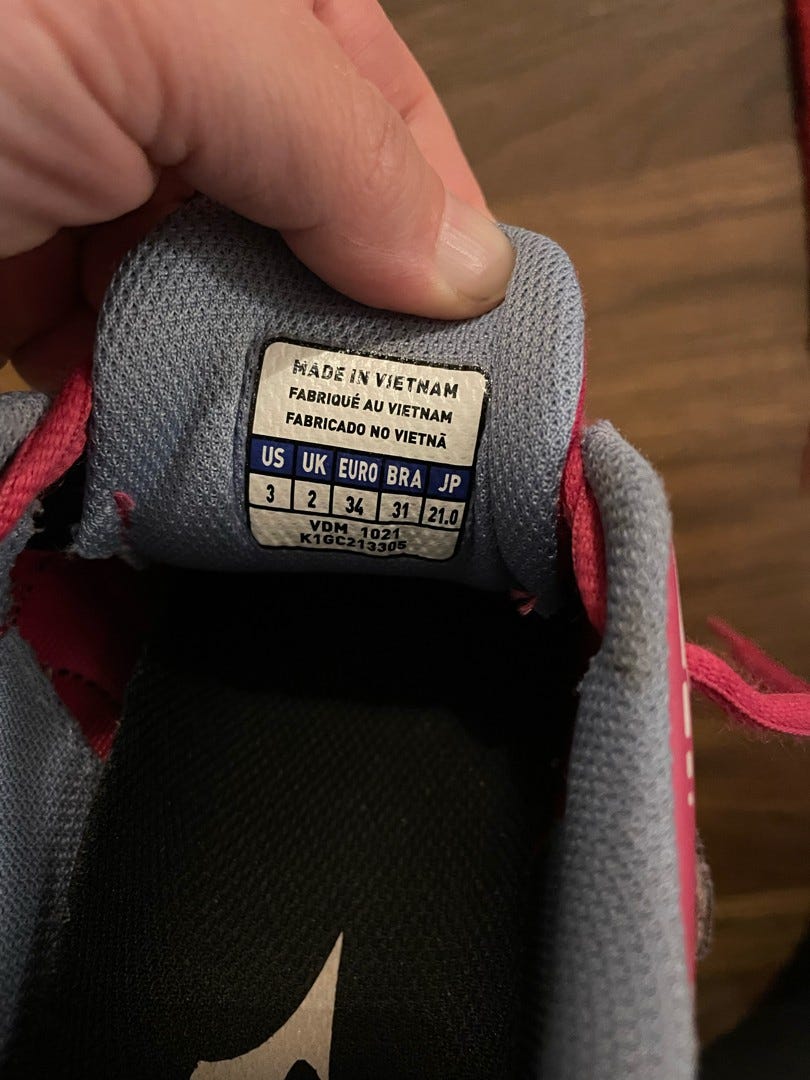 MADE IN VIETNAM
FABRIQUÉ AU VIETNAM
FABRICADO NO VIETNÃ
US UK EURO BRA JP
3 2 34 31 21.0
VDM 1021
K1GC213305